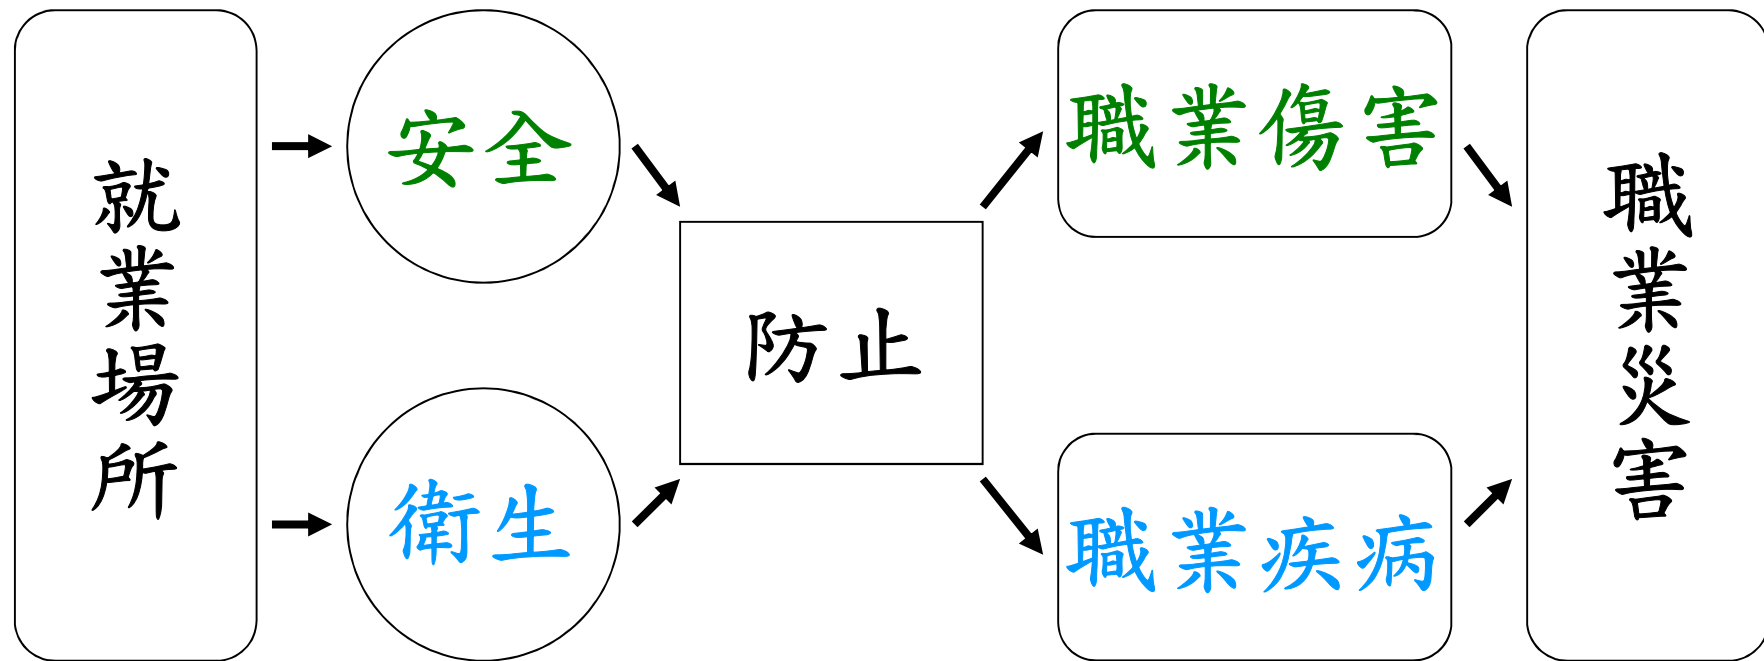 就業場所
安全
衛生
防止
職業傷害
職業疾病
職業災害